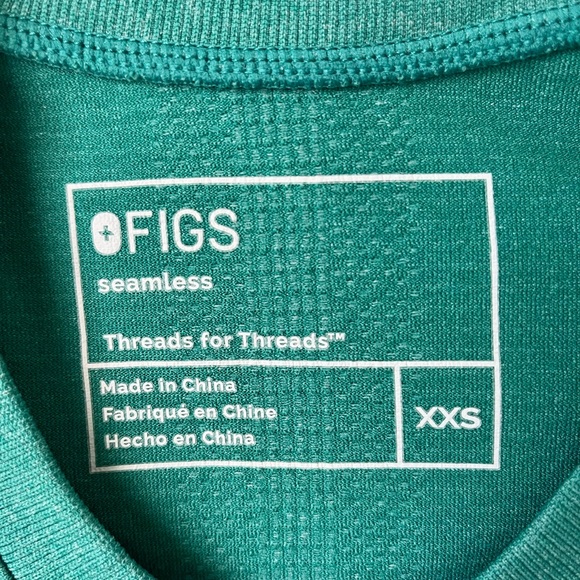 FIGS
seamless
Threads for Threads™
Made in China
Fabriqué en Chine
Hecho en China
XXS